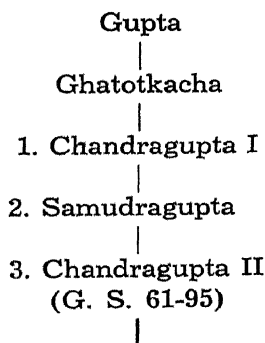 Gupta
Ghatotkacha
1. Chandragupta I
2. Samudragupta
3. Chandragupta II
(G. S. 61-95)